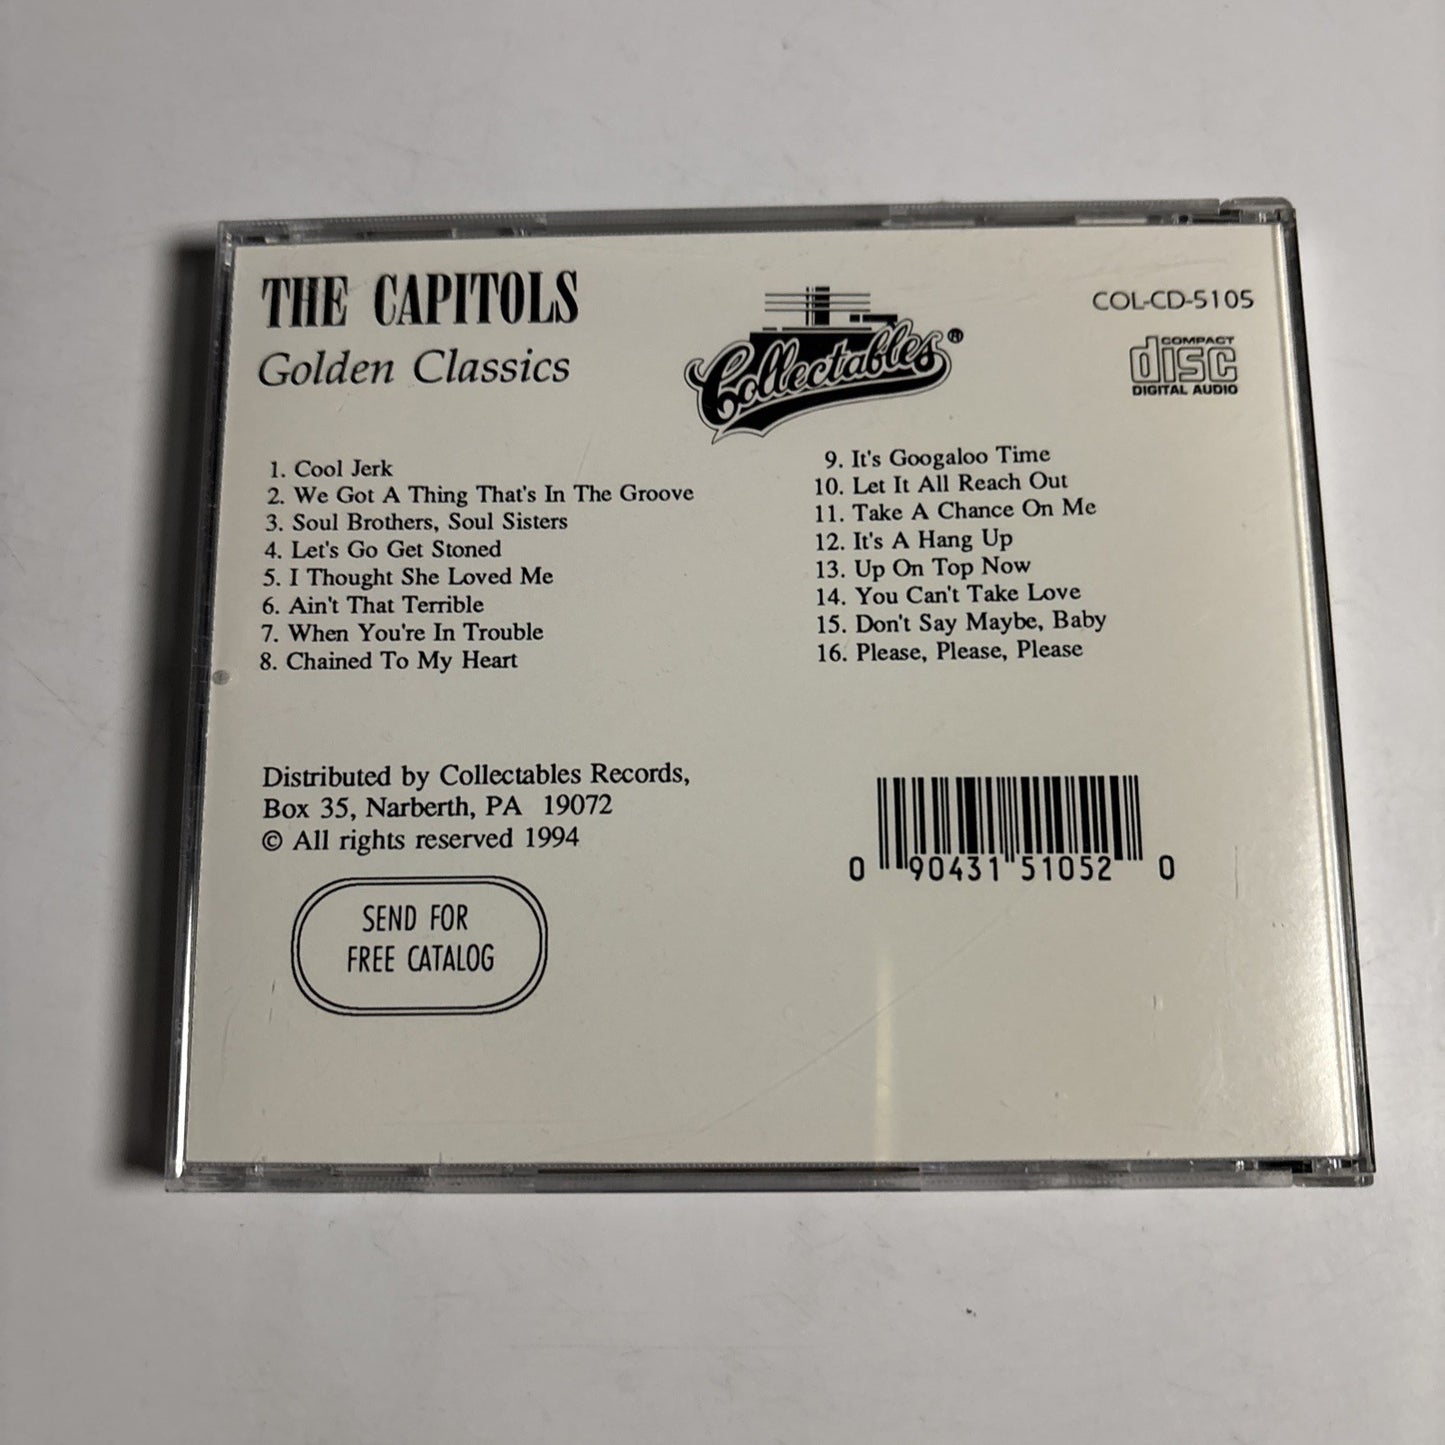 THE CAPITOLS
Golden Classics
Collectables®
COL-CD-5105
COMPACT
disc
DIGITAL AUDIO
1. Cool Jerk
2. We Got A Thing That's In The Groove
3. Soul Brothers, Soul Sisters
4. Let's Go Get Stoned
5. I Thought She Loved Me
6. Ain't That Terrible
7. When You're In Trouble
8. Chained To My Heart
9. It's Googaloo Time
10. Let It All Reach Out
11. Take A Chance On Me
12. It's A Hang Up
13. Up On Top Now
14. You Can't Take Love
15. Don't Say Maybe, Baby
16. Please, Please, Please
Distributed by Collectables Records,
Box 35, Narberth, PA 19072
© All rights reserved 1994
SEND FOR
FREE CATALOG
0 90431 51052 0